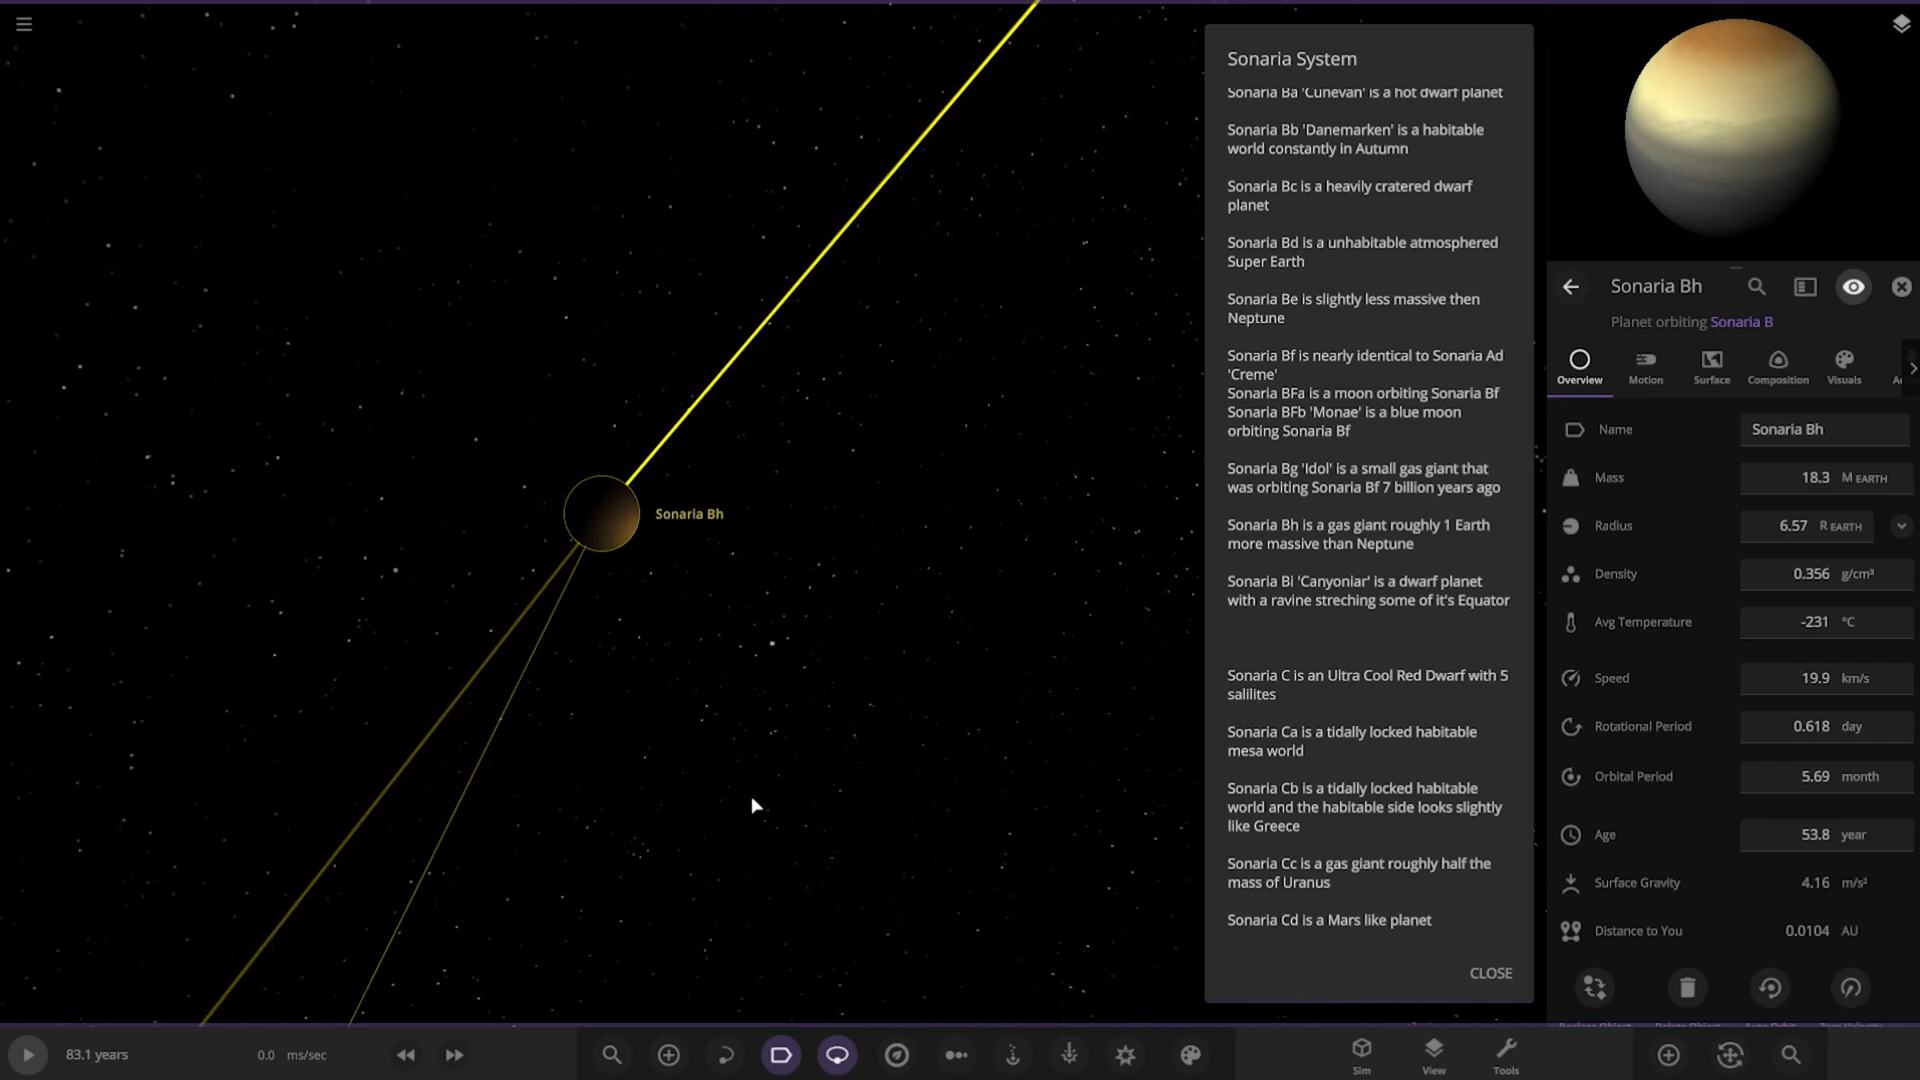 Sonaria System
Sonaria Ba 'Cunevan' is a hot dwarf planet
Sonaria Bb 'Danemarken' is a habitable
world constantly in Autumn
Sonaria Bc is a heavily cratered dwarf
planet
Sonaria Bd is a unhabitable atmosphered
Super Earth
Sonaria Be is slightly less massive then
Neptune
Sonaria Bf is nearly identical to Sonaria Ad
'Creme'
Sonaria BFa is a moon orbiting Sonaria Bf
Sonaria BFb 'Monae' is a blue moon
orbiting Sonaria Bf
Sonaria Bg 'Idol' is a small gas giant that
was orbiting Sonaria Bf 7 billion years ago
Sonaria Bh is a gas giant roughly 1 Earth
more massive than Neptune
Sonaria Bi 'Canyoniar' is a dwarf planet
with a ravine streching some of it's Equator
Sonaria C is an Ultra Cool Red Dwarf with 5
salilites
Sonaria Ca is a tidally locked habitable
mesa world
Sonaria Cb is a tidally locked habitable
world and the habitable side looks slightly
like Greece
Sonaria Cc is a gas giant roughly half the
mass of Uranus
Sonaria Cd is a Mars like planet
CLOSE
Sonaria Bh
Sonaria Bh
Planet orbiting Sonaria B
Overview Motion Surface Composition Visuals
Name Sonaria Bh
Mass 18.3 M EARTH
Radius 6.57 R EARTH
Density 0.356 g/cm³
Avg Temperature -231 °C
Speed 19.9 km/s
Rotational Period 0.618 day
Orbital Period 5.69 month
Age 53.8 year
Surface Gravity 4.16 m/s²
Distance to You 0.0104 AU
83.1 years 0.0 ms/sec
Sim View Tools